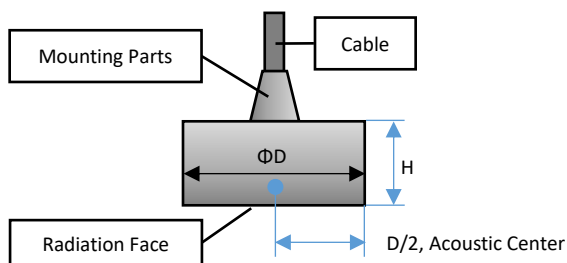 Cable
Mounting Parts
ΦD
H
Radiation Face
D/2, Acoustic Center